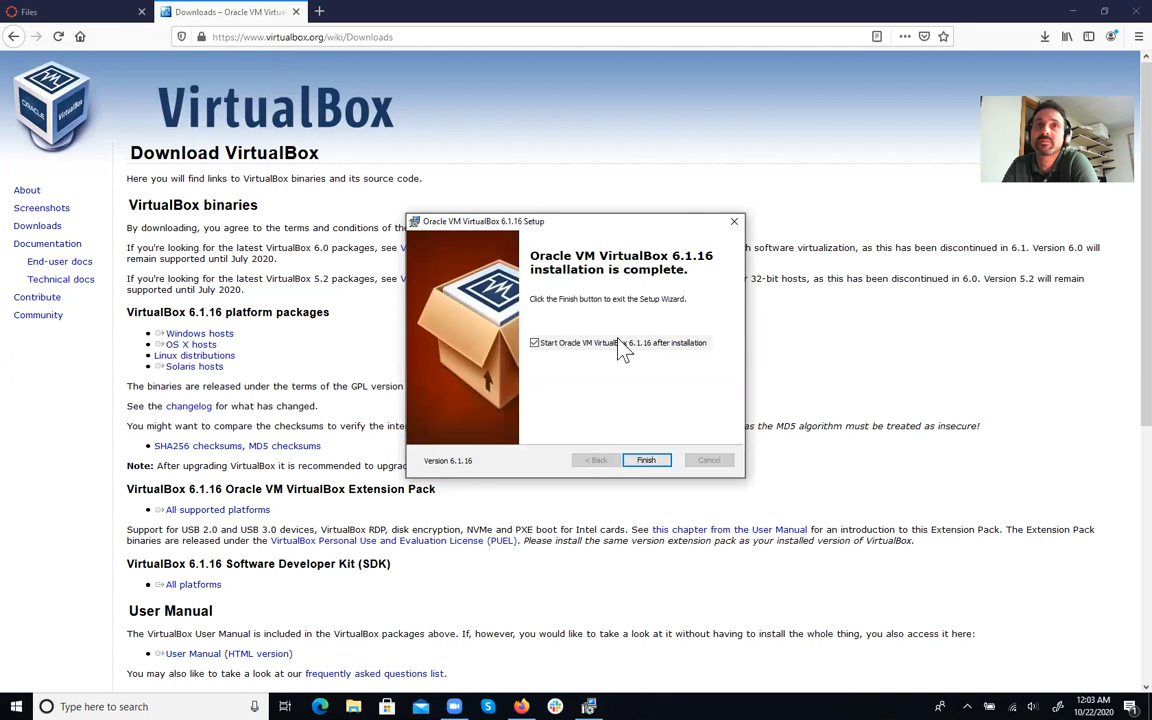 Files
Downloads – Oracle VM Virtu
https://www.virtualbox.org/wiki/Downloads
ORACLE
VirtualBox
VirtualBox
Download VirtualBox
Here you will find links to VirtualBox binaries and its source code.
About
Screenshots
Downloads
Documentation
End-user docs
Technical docs
Contribute
Community
VirtualBox binaries
By downloading, you agree to the terms and conditions of the
If you're looking for the latest VirtualBox 6.0 packages, see V
h software virtualization, as this has been discontinued in 6.1. Version 6.0 will
remain supported until July 2020.
If you're looking for the latest VirtualBox 5.2 packages, see V
r 32-bit hosts, as this has been discontinued in 6.0. Version 5.2 will remain
supported until July 2020.
VirtualBox 6.1.16 platform packages
Windows hosts
OS X hosts
Linux distributions
Solaris hosts
The binaries are released under the terms of the GPL version
See the changelog for what has changed.
You might want to compare the checksums to verify the inte
as the MD5 algorithm must be treated as insecure!
SHA256 checksums, MD5 checksums
Note: After upgrading VirtualBox it is recommended to upgrad
VirtualBox 6.1.16 Oracle VM VirtualBox Extension Pack
All supported platforms
Support for USB 2.0 and USB 3.0 devices, VirtualBox RDP, disk encryption, NVMe and PXE boot for Intel cards. See this chapter from the User Manual for an introduction to this Extension Pack. The Extension Pack
binaries are released under the VirtualBox Personal Use and Evaluation License (PUEL). Please install the same version extension pack as your installed version of VirtualBox.
VirtualBox 6.1.16 Software Developer Kit (SDK)
All platforms
User Manual
The VirtualBox User Manual is included in the VirtualBox packages above. If, however, you would like to take a look at it without having to install the whole thing, you also access it here:
User Manual (HTML version)
You may also like to take a look at our frequently asked questions list.
Oracle VM VirtualBox 6.1.16 Setup
Oracle VM VirtualBox 6.1.16
installation is complete.
Click the Finish button to exit the Setup Wizard.
Start Oracle VM VirtualBox 6.1.16 after installation
Version 6.1.16
< Back
Finish
Cancel
Type here to search
12:03 AM
10/22/2020
1